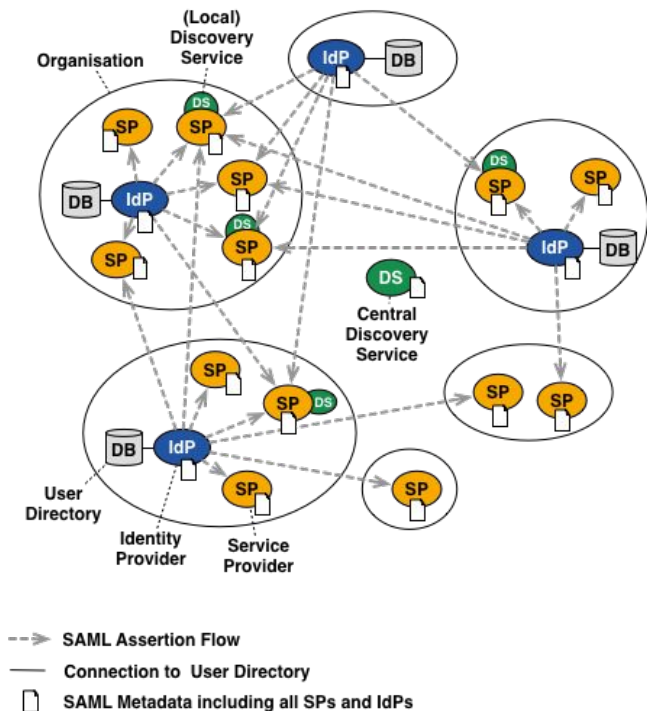 (Local)
Discovery
Service
Organisation
IdP
DB
DS
SP
SP
DS
SP
SP
SP
DB
IdP
DS
SP
SP
IdP
DB
DS
Central
Discovery
Service
SP
SP
DS
SP
SP
DB
IdP
SP
SP
User
Directory
Identity
Provider
Service
Provider
SAML Assertion Flow
Connection to User Directory
SAML Metadata including all SPs and IdPs